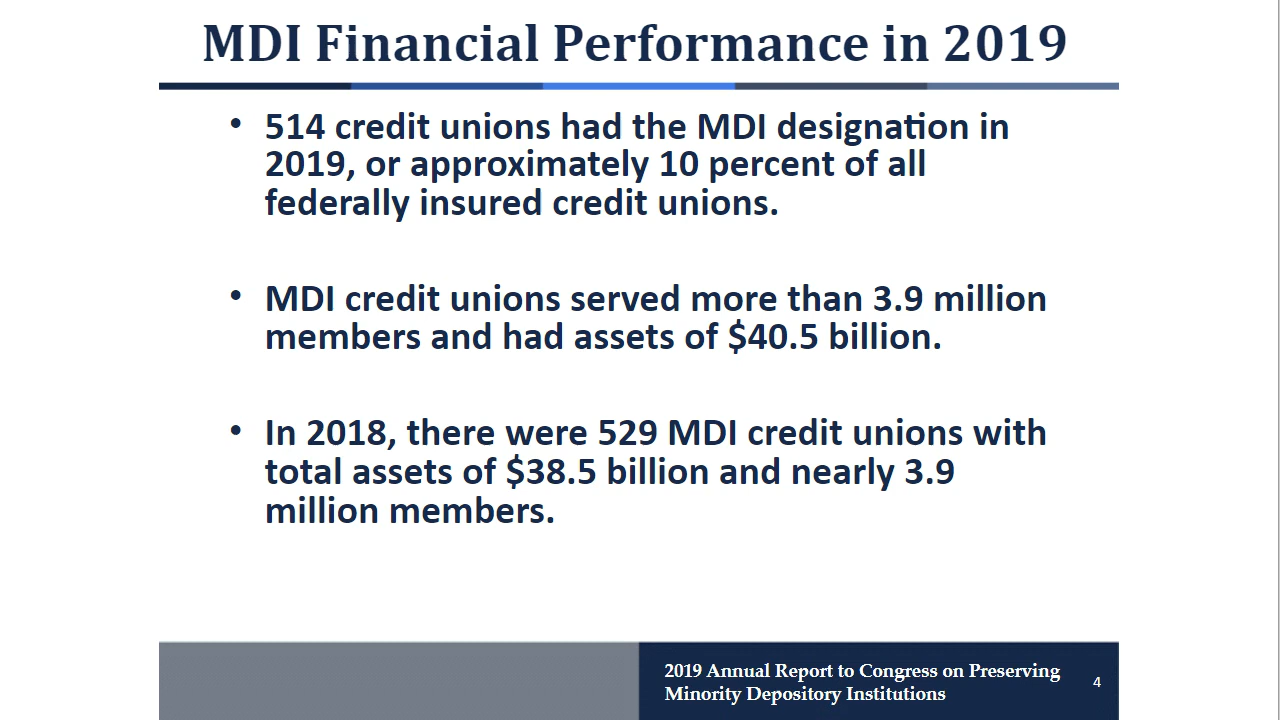 MDI Financial Performance in 2019
• 514 credit unions had the MDI designation in
2019, or approximately 10 percent of all
federally insured credit unions.
• MDI credit unions served more than 3.9 million
members and had assets of $40.5 billion.
• In 2018, there were 529 MDI credit unions with
total assets of $38.5 billion and nearly 3.9
million members.
2019 Annual Report to Congress on Preserving
Minority Depository Institutions
4